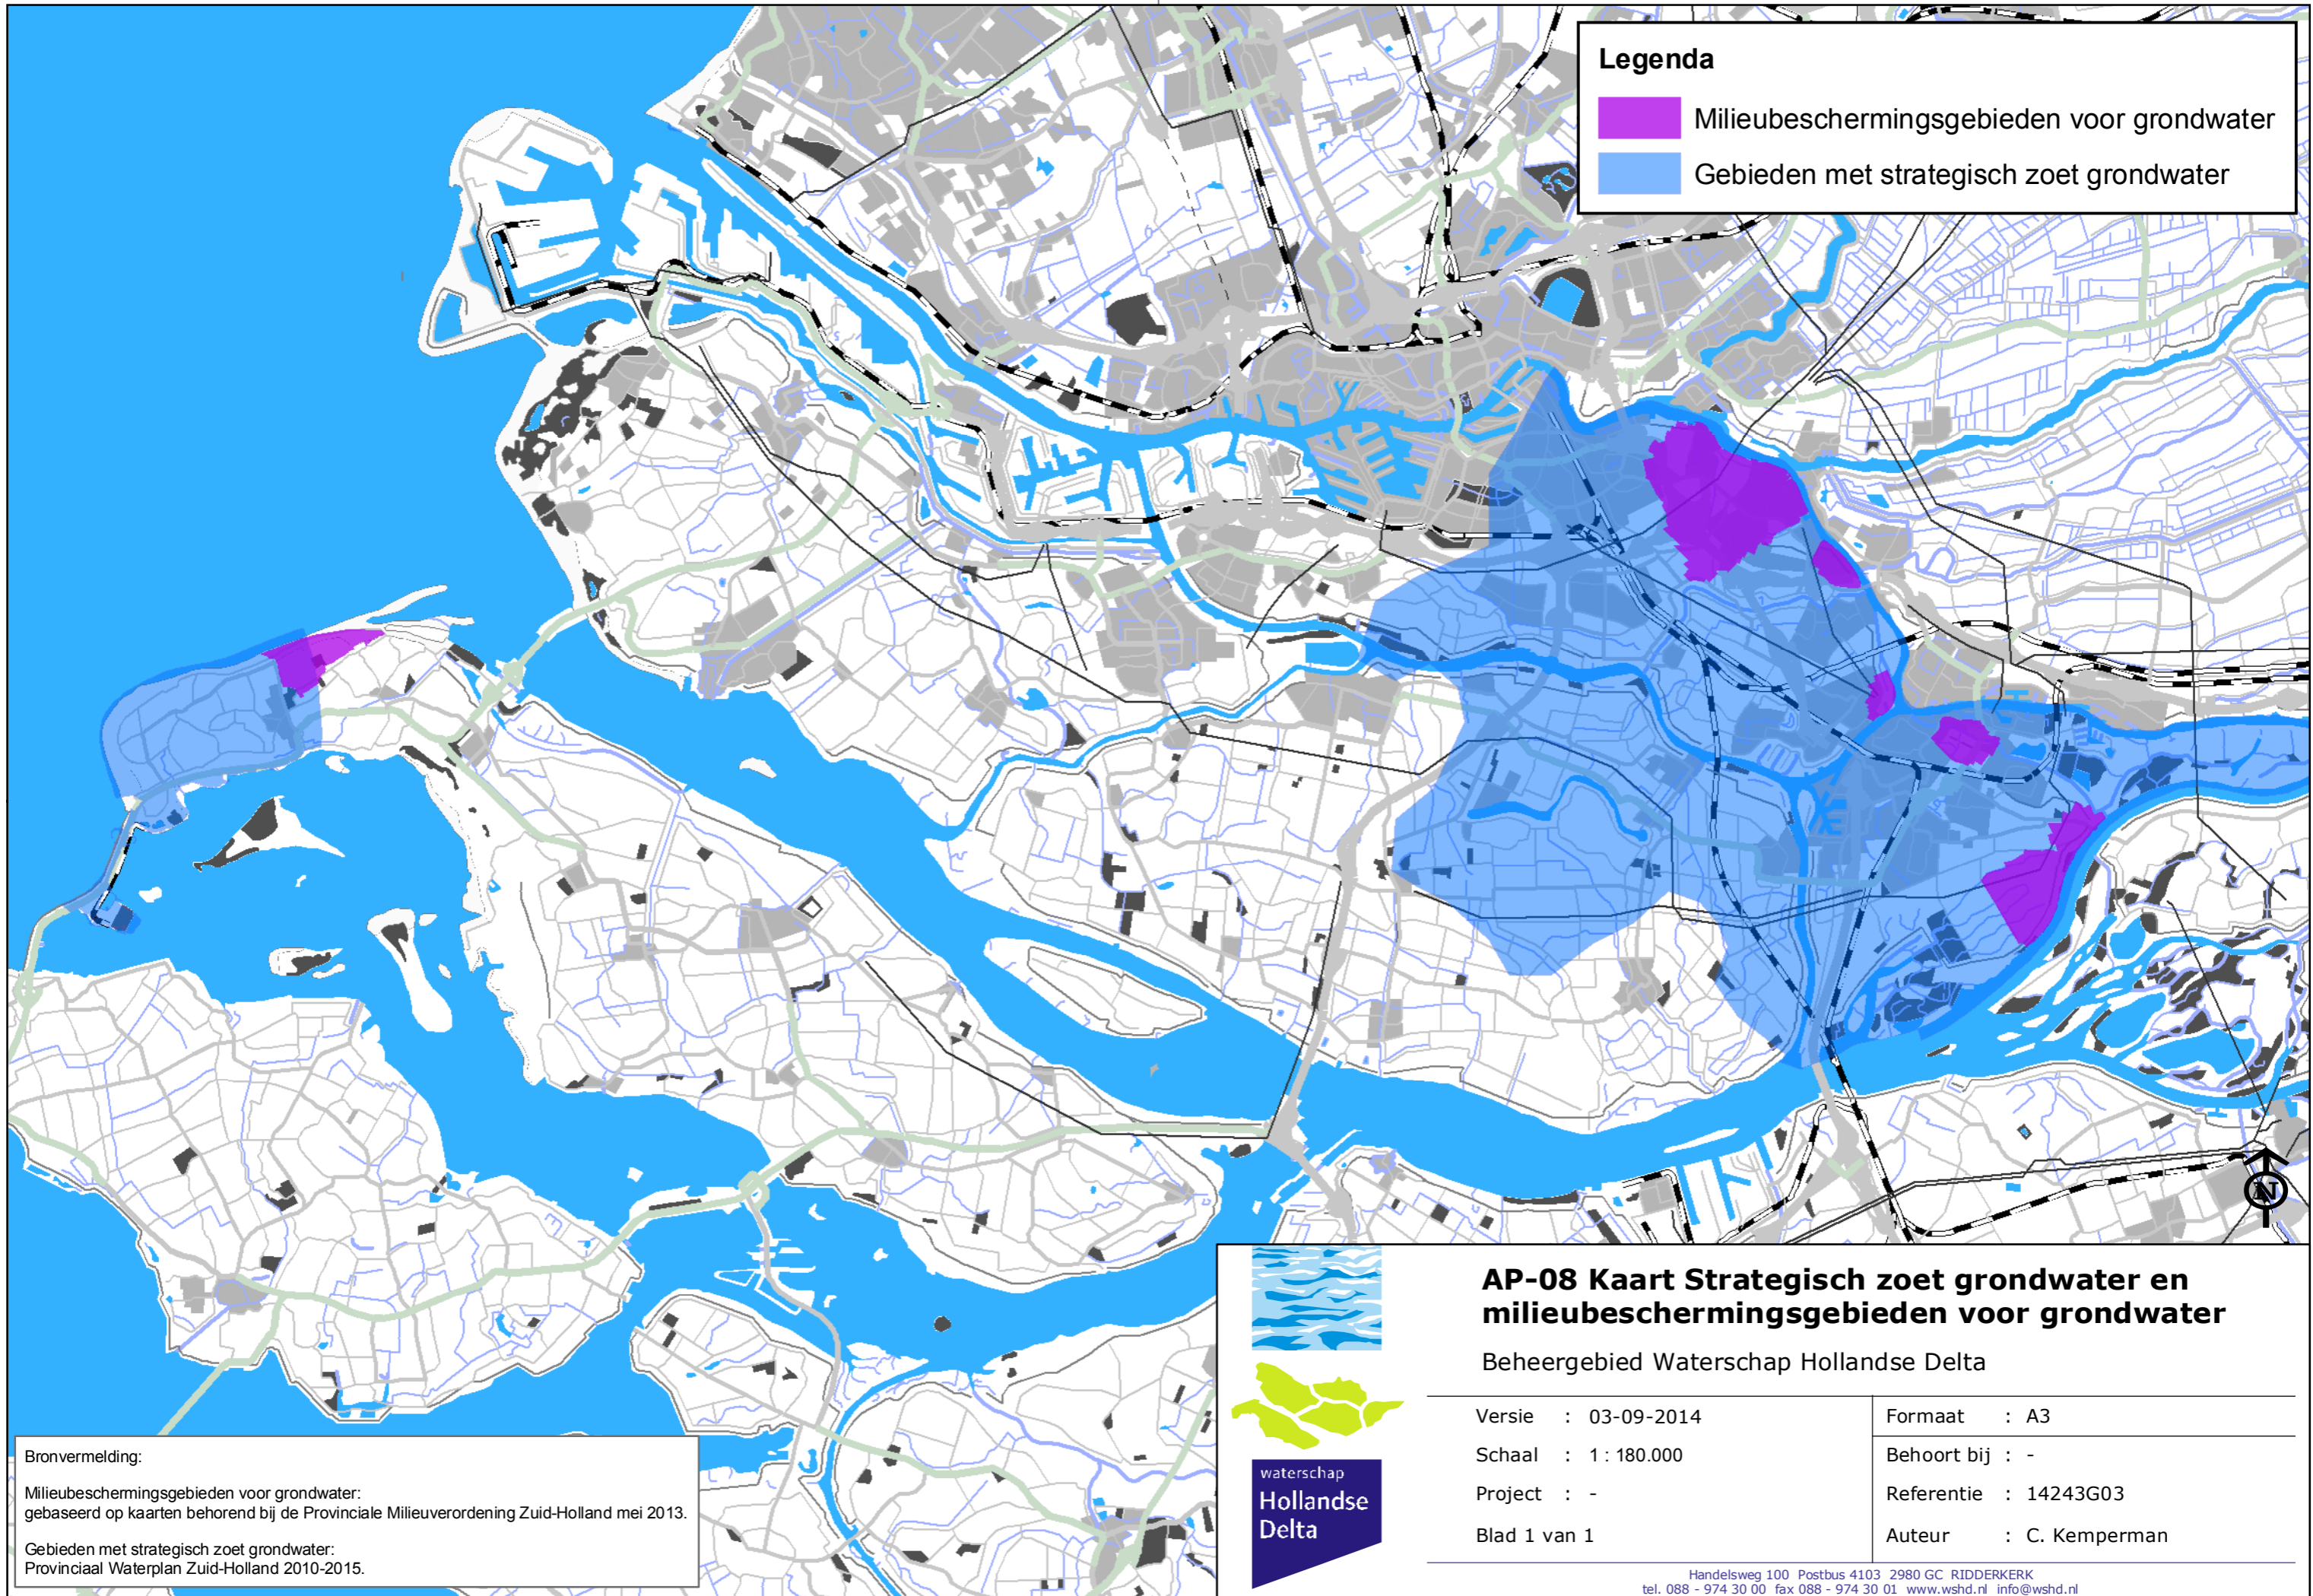 Legenda
Milieubeschermingsgebieden voor grondwater
Gebieden met strategisch zoet grondwater
N
AP-08 Kaart Strategisch zoet grondwater en
milieubeschermingsgebieden voor grondwater
Beheergebied Waterschap Hollandse Delta
Versie : 03-09-2014
Formaat : A3
Schaal : 1 : 180.000
Behoort bij : -
Project : -
Referentie : 14243G03
Blad 1 van 1
Auteur : C. Kemperman
waterschap
Hollandse
Delta
Handelsweg 100 Postbus 4103 2980 GC RIDDERKERK
tel. 088 - 974 30 00 fax 088 - 974 30 01 www.wshd.nl info@wshd.nl
Bronvermelding:
Milieubeschermingsgebieden voor grondwater:
gebaseerd op kaarten behorend bij de Provinciale Milieuverordening Zuid-Holland mei 2013.
Gebieden met strategisch zoet grondwater:
Provinciaal Waterplan Zuid-Holland 2010-2015.